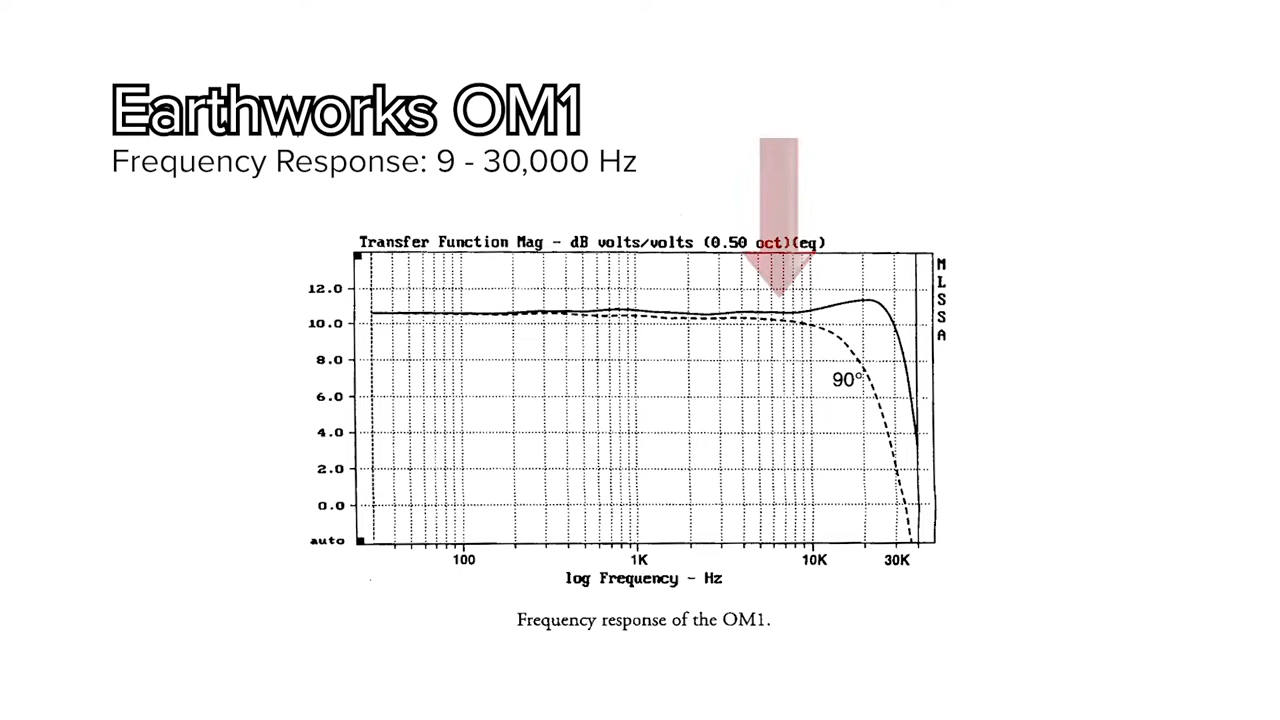 Earthworks OM1
Frequency Response: 9 - 30,000 Hz
Transfer Function Mag - dB volts/volts (0.50 oct)(eq)
MLSSA
12.0
10.0
8.0
6.0
4.0
2.0
0.0
auto
90°
100 1K 10K 30K
log Frequency - Hz
Frequency response of the OM1.